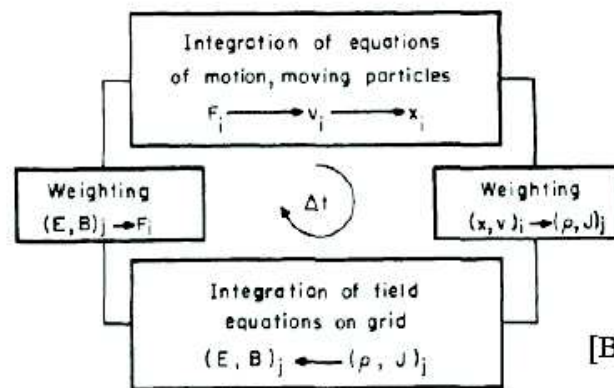 Integration of equations
of motion, moving particles
F_i → v_i → x_i
Weighting
(E, B)_j → F_i
Δt
Weighting
(x, v)_i → (ρ, J)_j
Integration of field
equations on grid
(E, B)_j ← (ρ, J)_j
[B